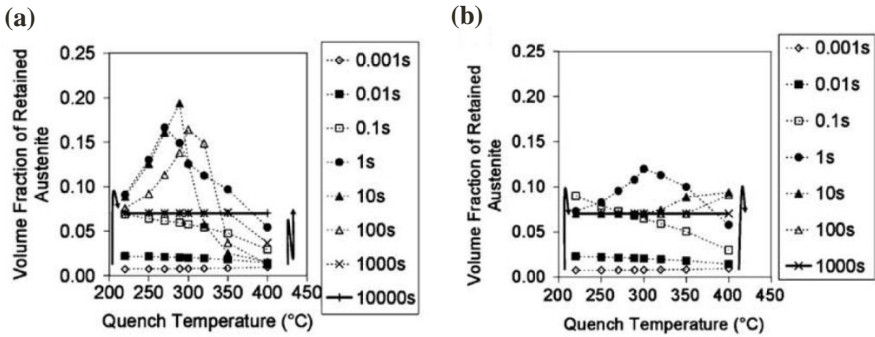 (a)
Volume Fraction of Retained
Austenite
0.25
0.20
0.15
0.10
0.05
0.00
200 250 300 350 400 450
Quench Temperature (°C)
0.001s
0.01s
0.1s
1s
10s
100s
1000s
10000s
(b)
Volume Fraction of Retained
Austenite
0.25
0.20
0.15
0.10
0.05
0.00
200 250 300 350 400 450
Quench Temperature (°C)
0.001s
0.01s
0.1s
1s
10s
100s
1000s